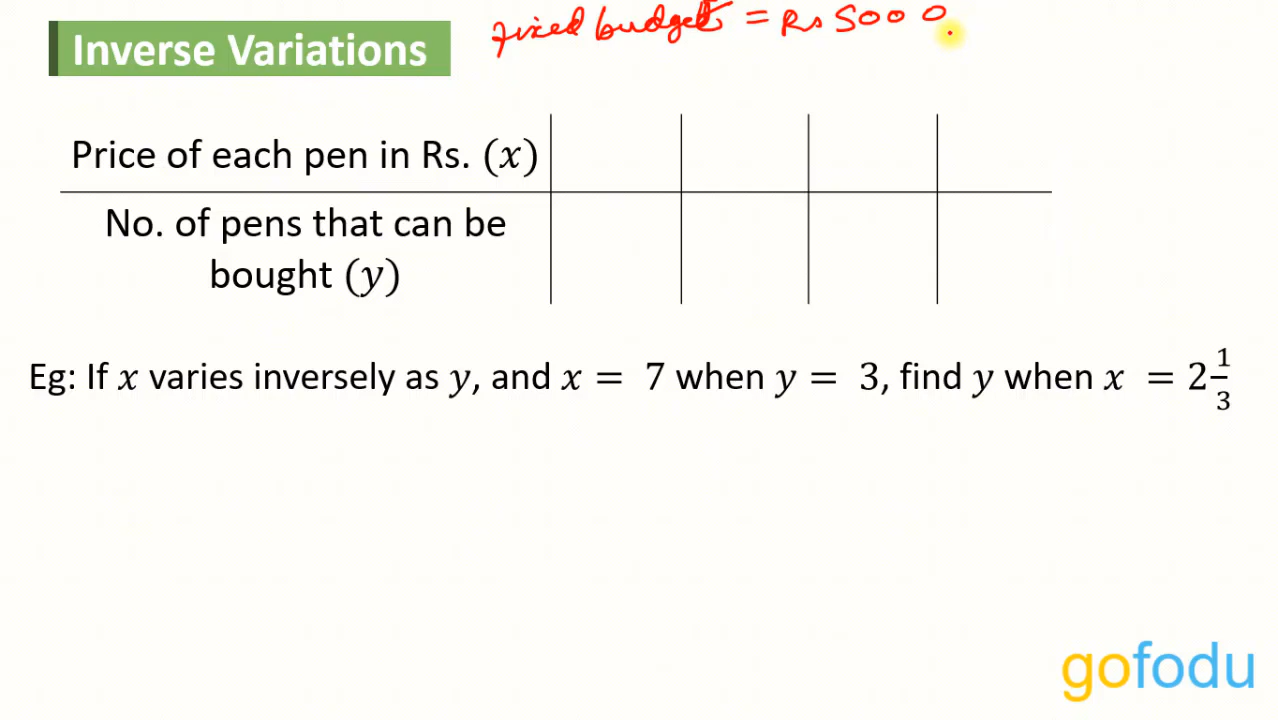 fixed budget = Rs 5000
Inverse Variations
Price of each pen in Rs. (x)
No. of pens that can be
bought (y)
Eg: If x varies inversely as y, and x = 7 when y = 3, find y when x = 2 1/3
gofodu